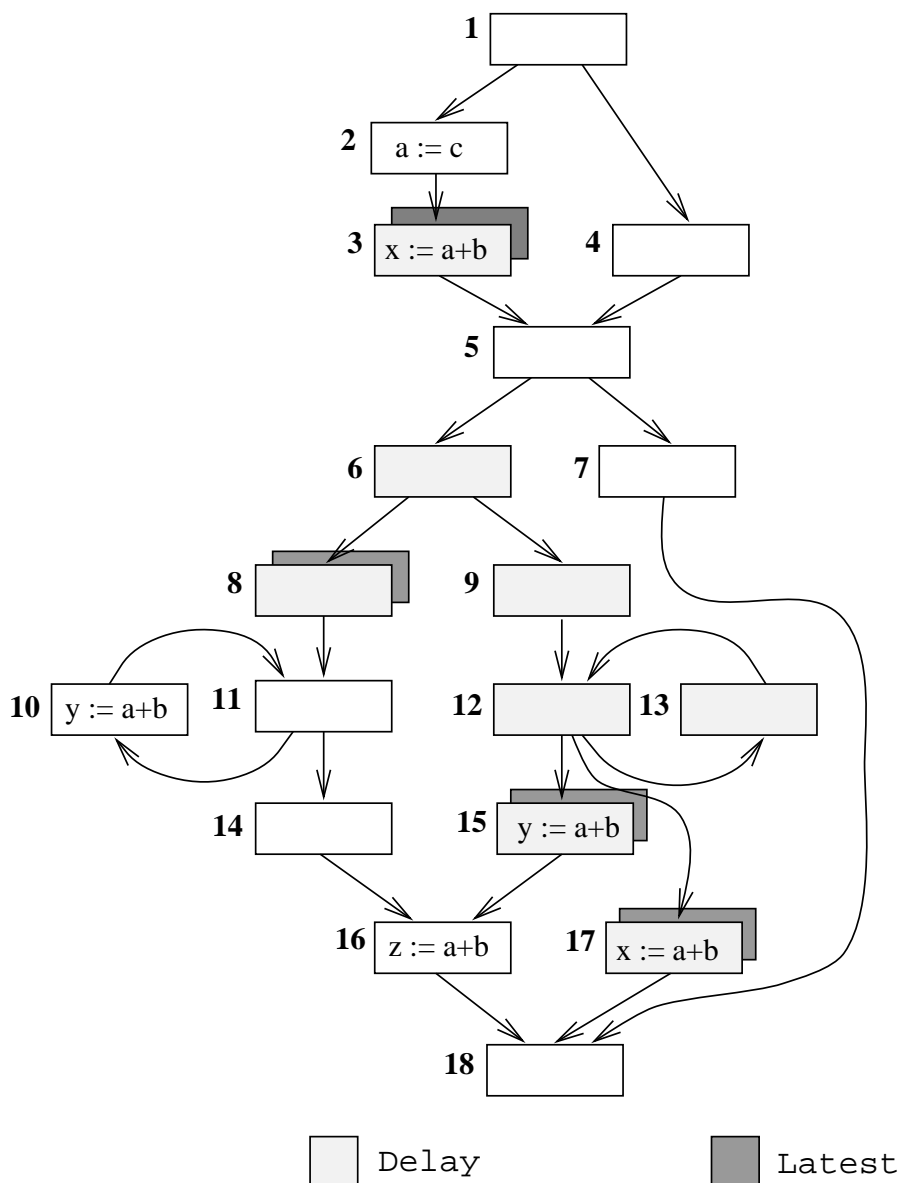 1
2 a := c
3 x := a+b 4
5
6 7
8 9
10 y := a+b 11 12 13
14 15 y := a+b
16 z := a+b 17 x := a+b
18
Delay Latest